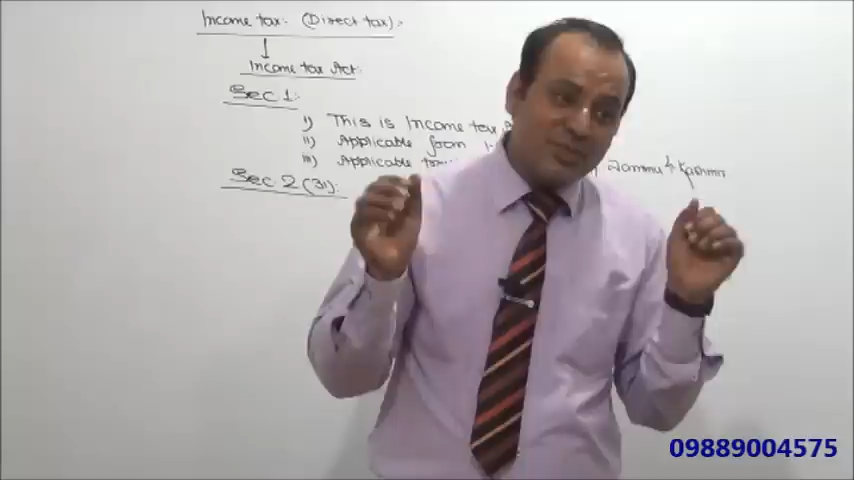 Income tax: (Direct tax):-
Income tax Act:
Sec 1:-
i) This is Income tax
ii) Applicable from 1-
iii) Applicable Jammu & Kashmir
Sec 2 (31):
09889004575